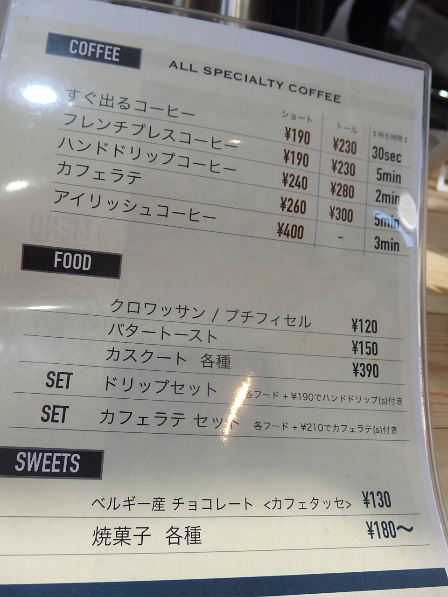 COFFEE
ALL SPECIALTY COFFEE
ショート トール [待ち時間]
すぐ出るコーヒー ¥190 ¥230 30sec
フレンチプレスコーヒー ¥190 ¥230 5min
ハンドドリップコーヒー ¥240 ¥280 2min
カフェラテ ¥260 ¥300 5min
アイリッシュコーヒー ¥400 – 3min
FOOD
クロワッサン / プチフィセル ¥120
バタートースト ¥150
カスクート 各種 ¥390
SET ドリップセット 各フード + ¥190でハンドドリップ(s)付き
SET カフェラテ セット 各フード + ¥210でカフェラテ(s)付き
SWEETS
ベルギー産 チョコレート <カフェタッセ> ¥130
焼菓子 各種 ¥180〜